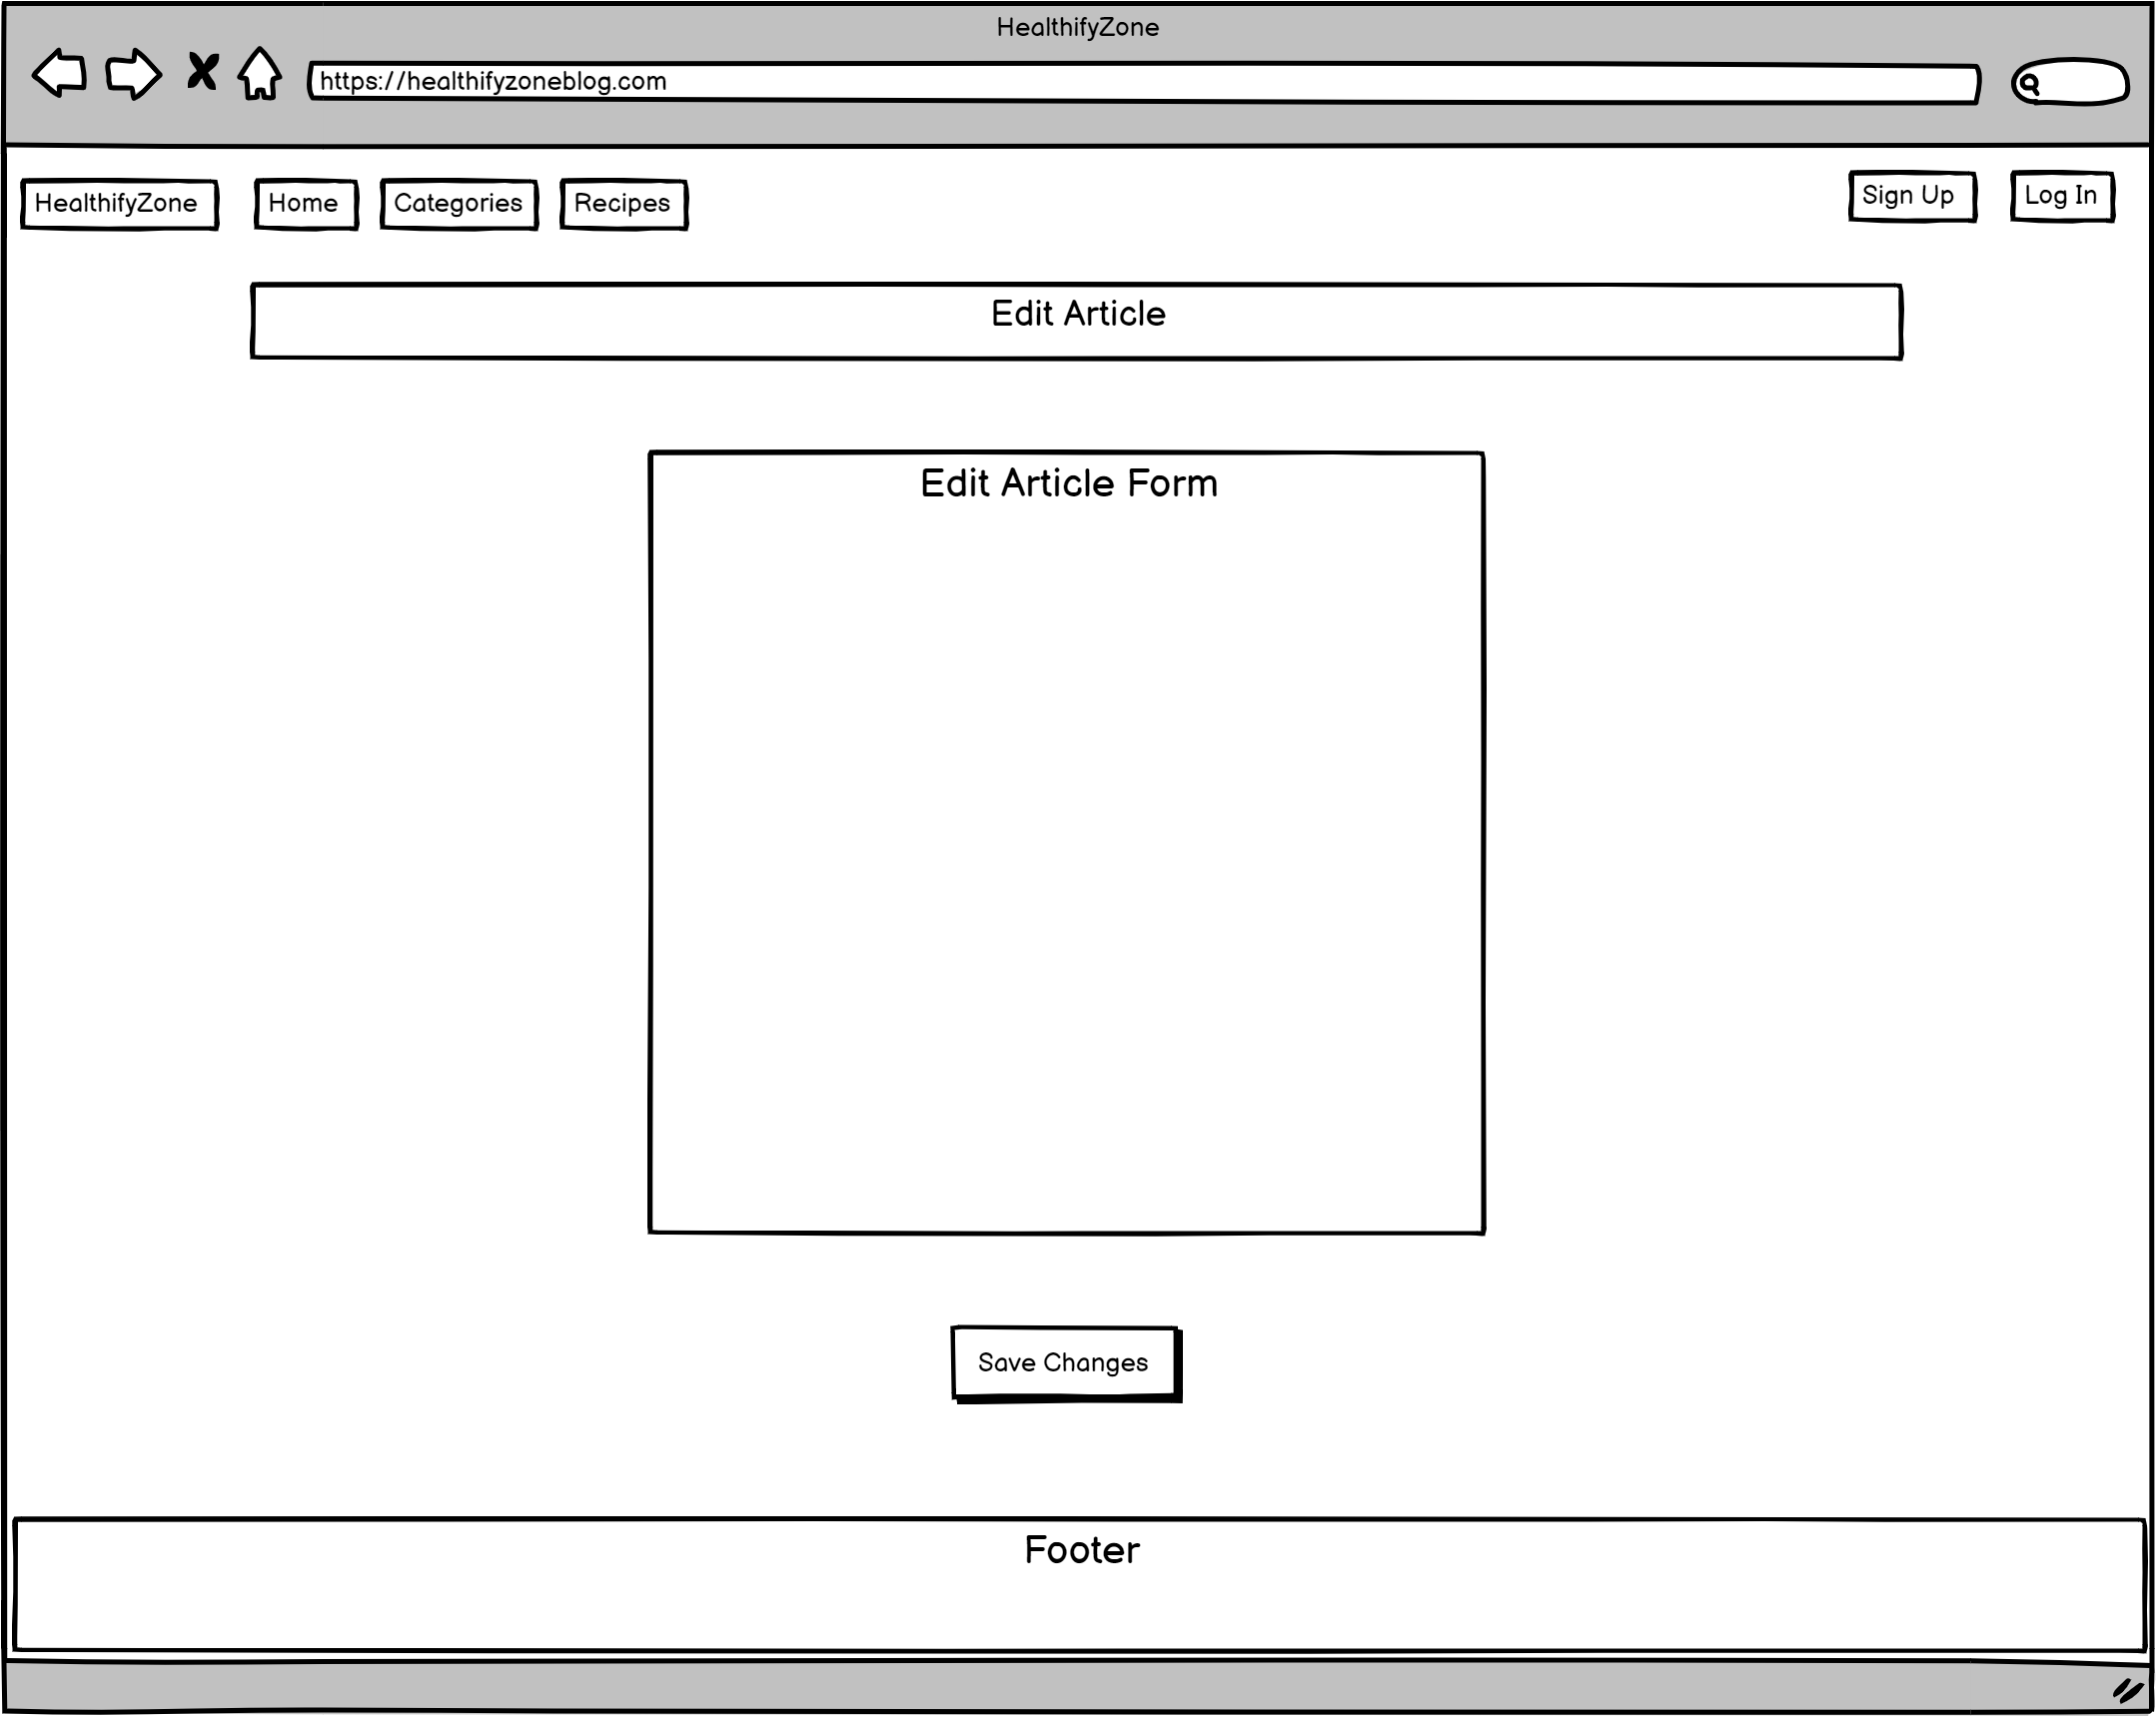 HealthifyZone
https://healthifyzoneblog.com
HealthifyZone Home Categories Recipes Sign Up Log In
Edit Article
Edit Article Form
Save Changes
Footer